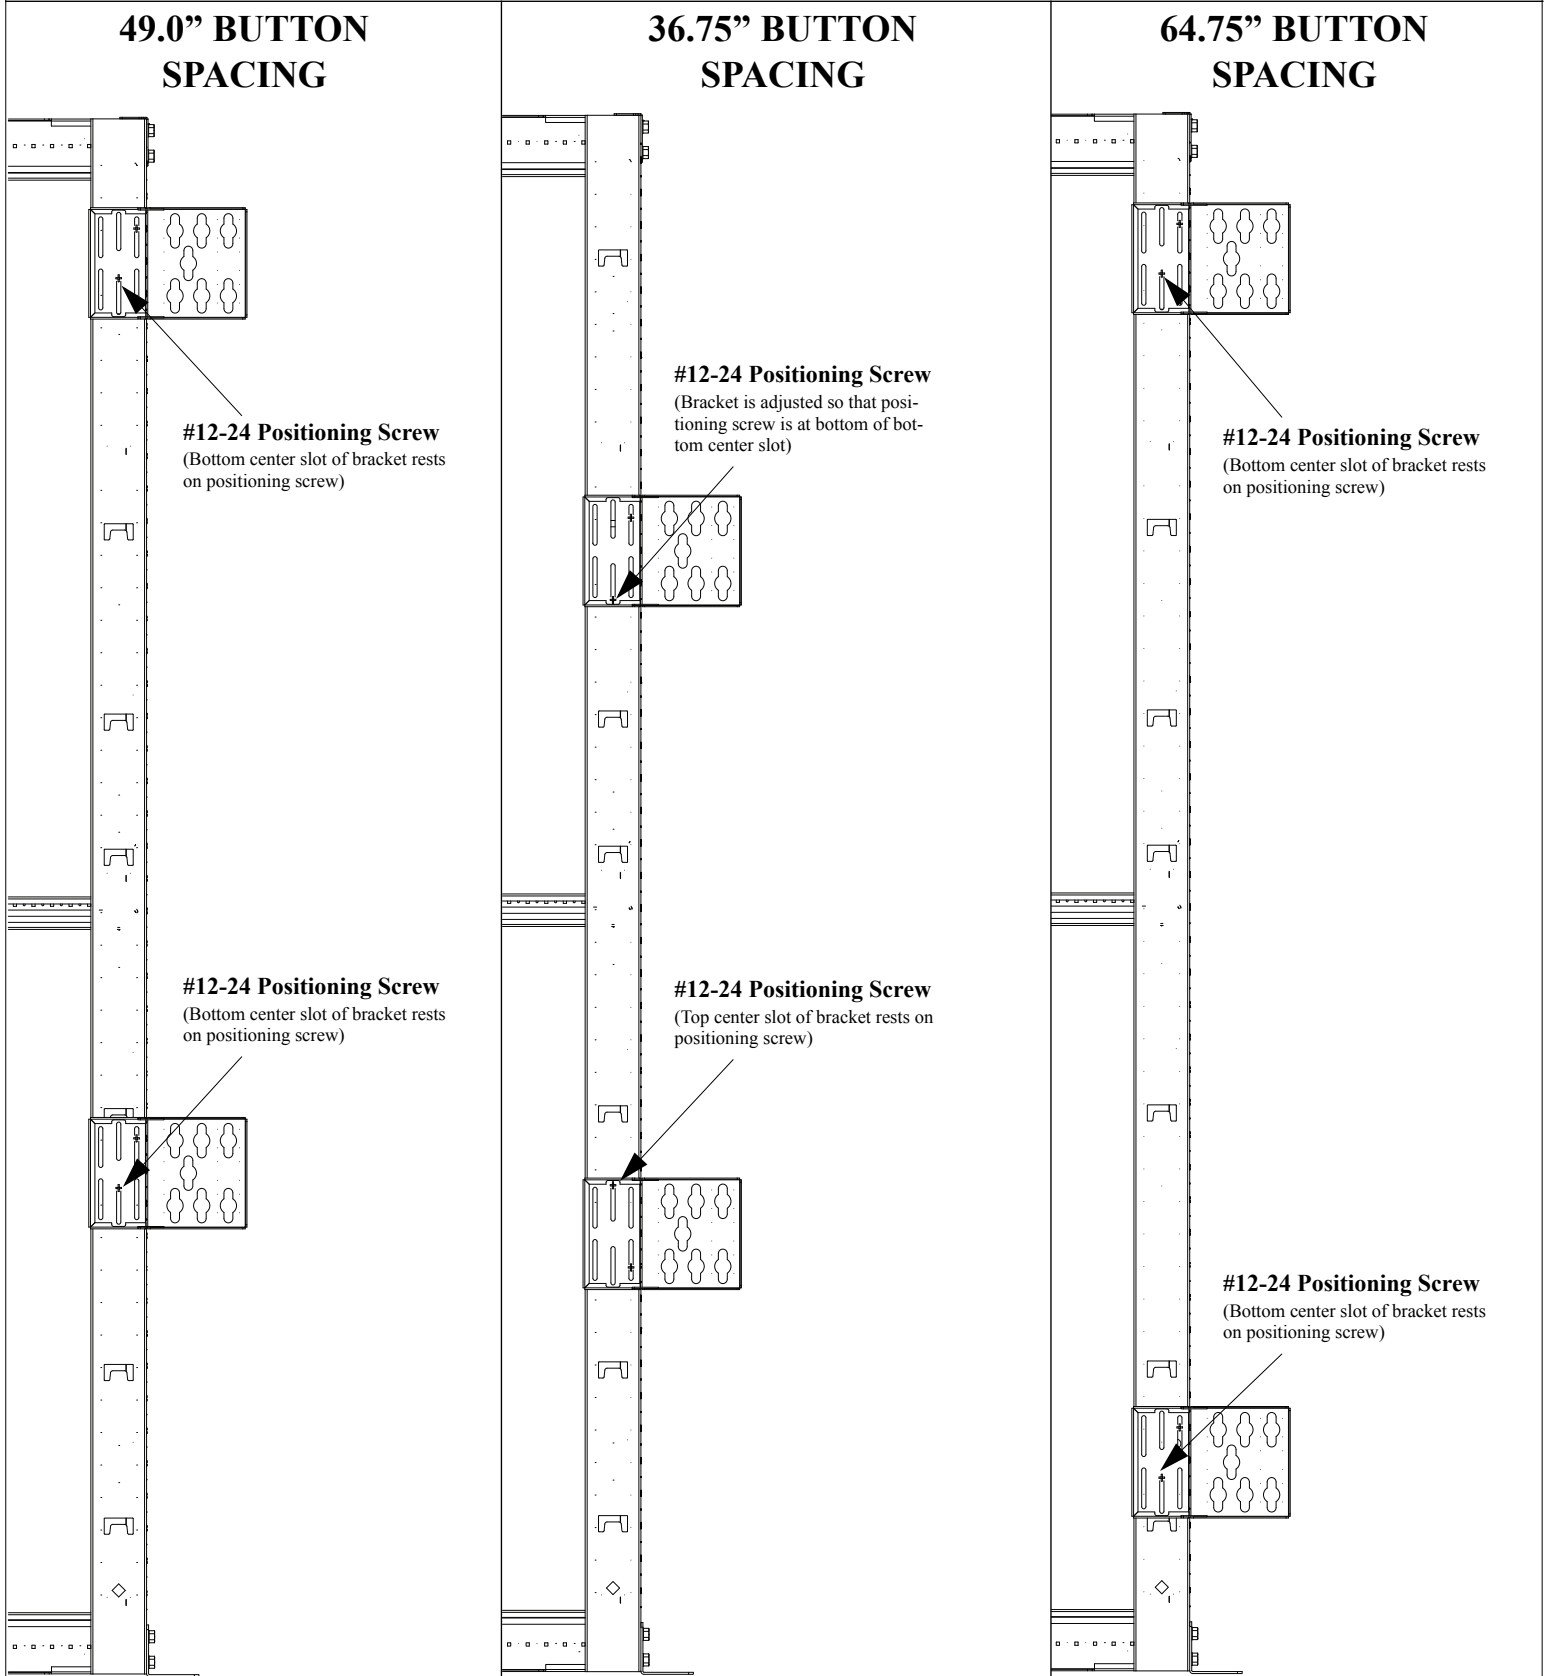 49.0” BUTTON
SPACING
#12-24 Positioning Screw
(Bottom center slot of bracket rests
on positioning screw)
#12-24 Positioning Screw
(Bottom center slot of bracket rests
on positioning screw)
36.75” BUTTON
SPACING
#12-24 Positioning Screw
(Bracket is adjusted so that posi-
tioning screw is at bottom of bot-
tom center slot)
#12-24 Positioning Screw
(Top center slot of bracket rests on
positioning screw)
64.75” BUTTON
SPACING
#12-24 Positioning Screw
(Bottom center slot of bracket rests
on positioning screw)
#12-24 Positioning Screw
(Bottom center slot of bracket rests
on positioning screw)